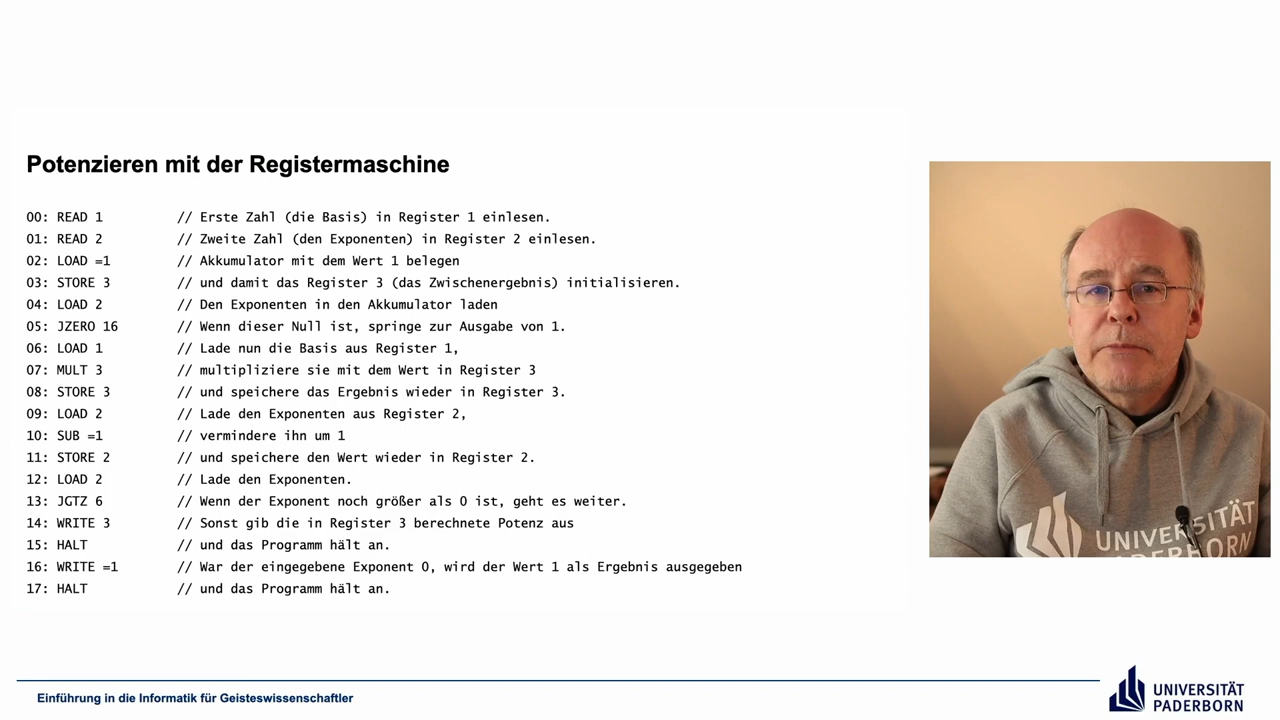 Potenzieren mit der Registermaschine
00: READ 1 // Erste Zahl (die Basis) in Register 1 einlesen.
01: READ 2 // Zweite Zahl (den Exponenten) in Register 2 einlesen.
02: LOAD =1 // Akkumulator mit dem Wert 1 belegen
03: STORE 3 // und damit das Register 3 (das Zwischenergebnis) initialisieren.
04: LOAD 2 // Den Exponenten in den Akkumulator laden
05: JZERO 16 // Wenn dieser Null ist, springe zur Ausgabe von 1.
06: LOAD 1 // Lade nun die Basis aus Register 1,
07: MULT 3 // multipliziere sie mit dem Wert in Register 3
08: STORE 3 // und speichere das Ergebnis wieder in Register 3.
09: LOAD 2 // Lade den Exponenten aus Register 2,
10: SUB =1 // vermindere ihn um 1
11: STORE 2 // und speichere den Wert wieder in Register 2.
12: LOAD 2 // Lade den Exponenten.
13: JGTZ 6 // Wenn der Exponent noch größer als 0 ist, geht es weiter.
14: WRITE 3 // Sonst gib die in Register 3 berechnete Potenz aus
15: HALT // und das Programm hält an.
16: WRITE =1 // War der eingegebene Exponent 0, wird der Wert 1 als Ergebnis ausgegeben
17: HALT // und das Programm hält an.
UNIVERSITÄT
PADERBORN
Einführung in die Informatik für Geisteswissenschaftler
UNIVERSITÄT
PADERBORN